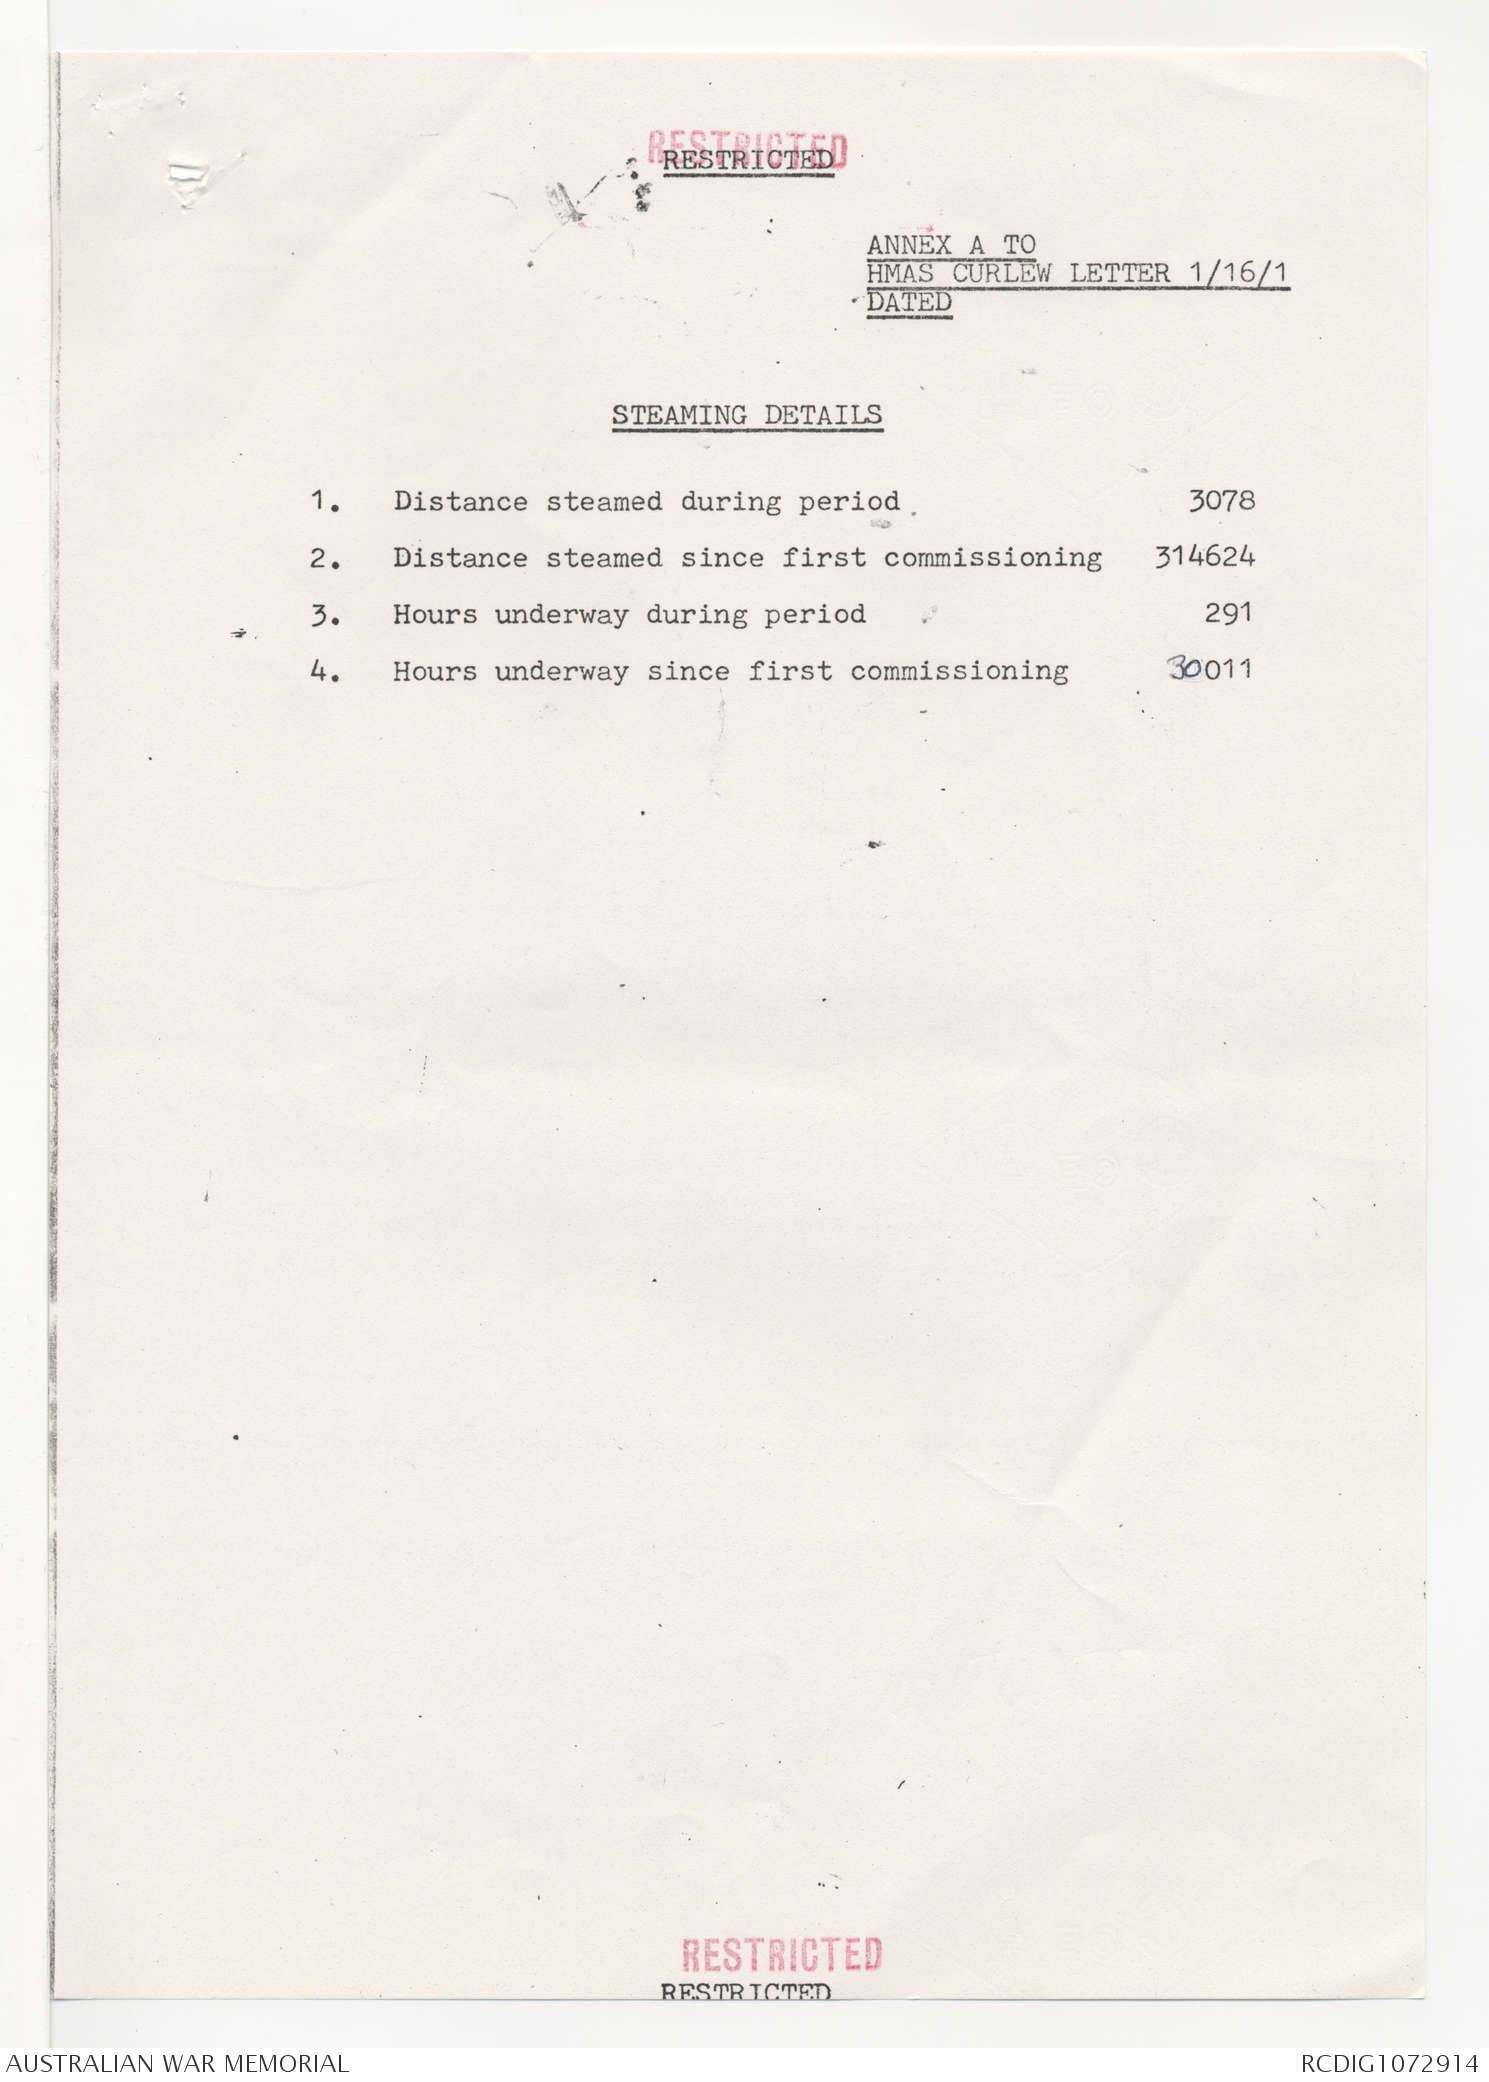 RESTRICTED
RESTRICTED
ANNEX A TO
HMAS CURLEW LETTER 1/16/1
DATED
STEAMING DETAILS
1. Distance steamed during period 3078
2. Distance steamed since first commissioning 314624
3. Hours underway during period 291
4. Hours underway since first commissioning 30011
RESTRICTED
RESTRICTED
AUSTRALIAN WAR MEMORIAL RCDIG1072914